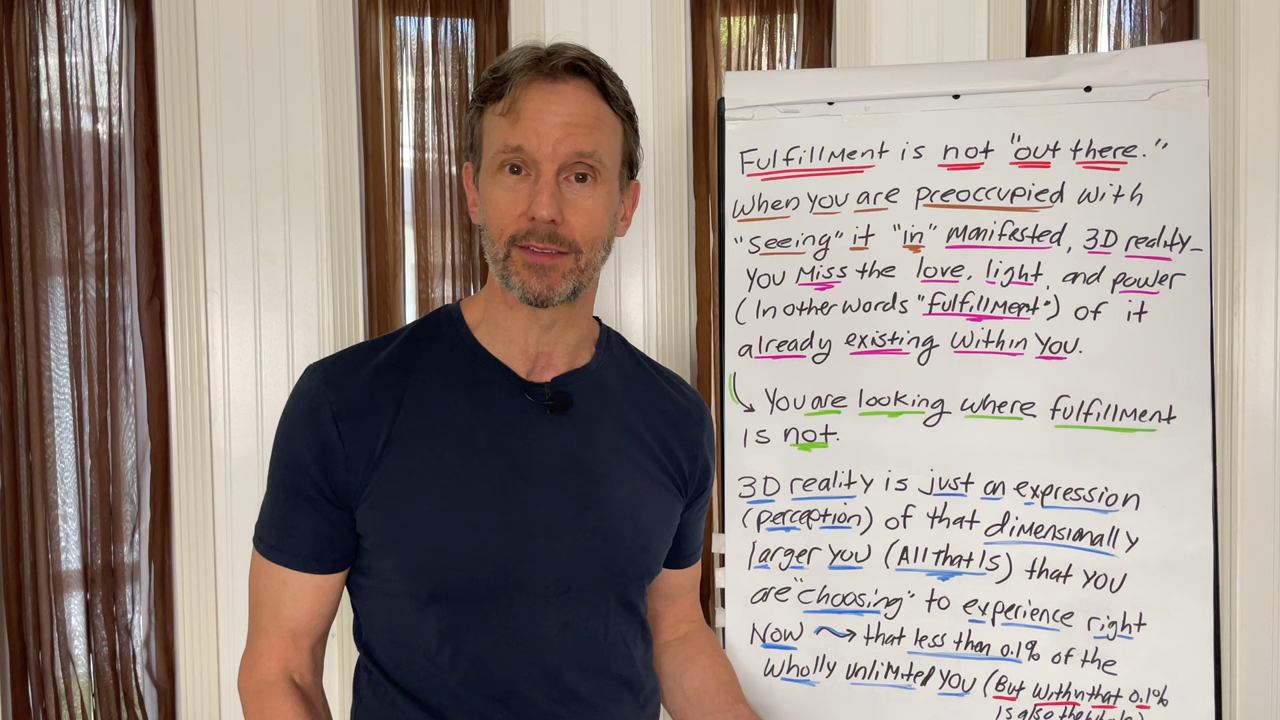 Fulfillment is not "out there."
When you are preoccupied with
"seeing" it "in" manifested, 3D reality-
you miss the love, light, and power
(In other words "fulfillment") of it
already existing within you.
You are looking where fulfillment
is not.
3D reality is just an expression
(perception) of that dimensionally
larger you (All That Is) that you
are "choosing" to experience right
Now ~> that less than 0.1% of the
wholly unlimited you (But within that 0.1%
is also the whole)